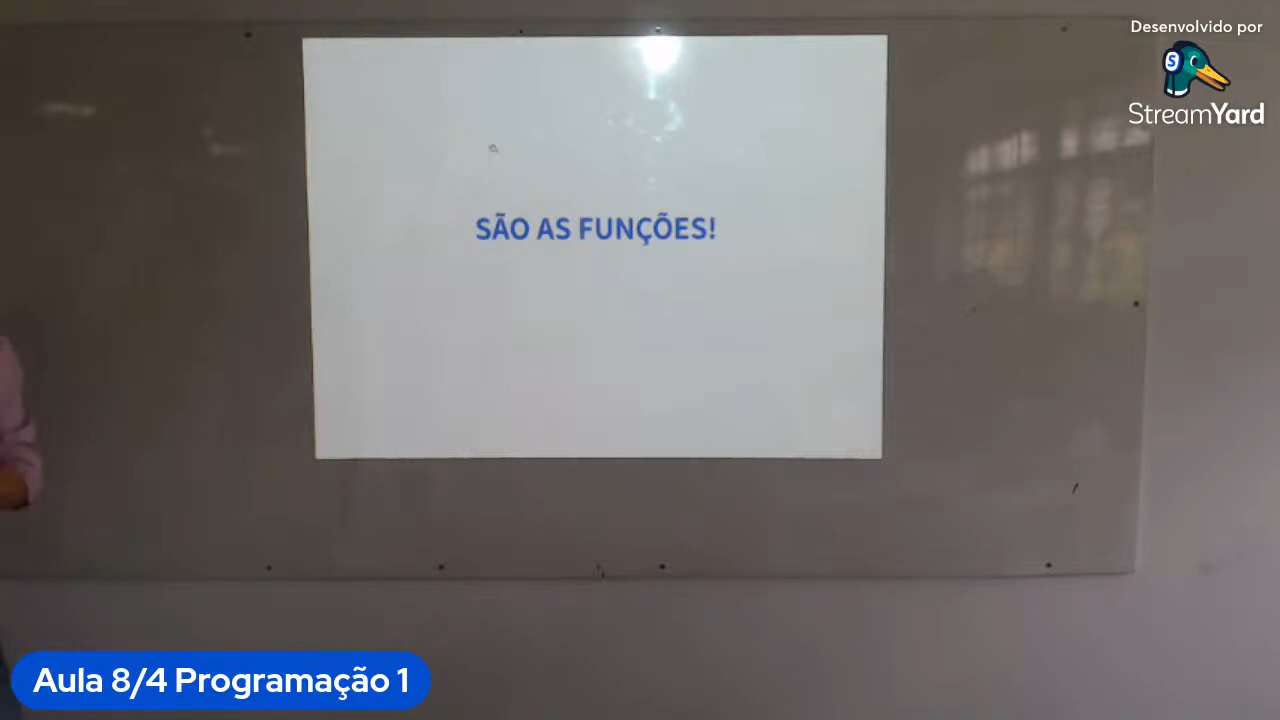 Desenvolvido por
S
StreamYard
SÃO AS FUNÇÕES!
Aula 8/4 Programação 1